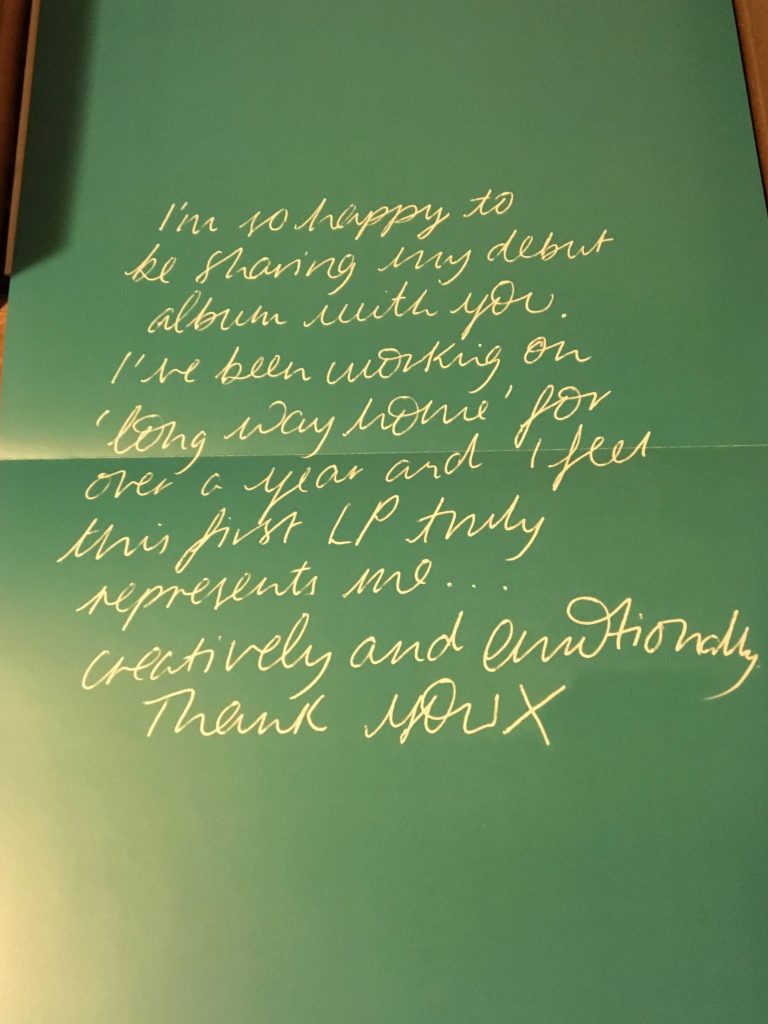 I'm so happy to
be sharing my debut
album with you.
I've been working on
'long way home' for
over a year and I feel
this first LP truly
represents me...
creatively and emotionally
Thank you X